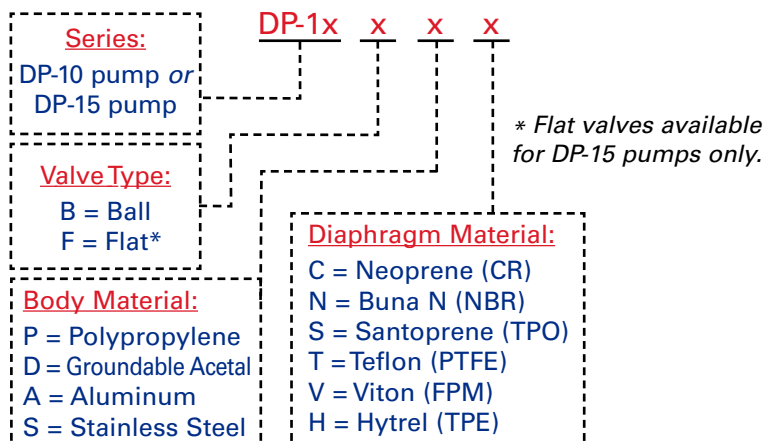 DP-1x x x x
Series:
DP-10 pump or
DP-15 pump
* Flat valves available
for DP-15 pumps only.
Valve Type:
B = Ball
F = Flat*
Body Material:
P = Polypropylene
D = Groundable Acetal
A = Aluminum
S = Stainless Steel
Diaphragm Material:
C = Neoprene (CR)
N = Buna N (NBR)
S = Santoprene (TPO)
T = Teflon (PTFE)
V = Viton (FPM)
H = Hytrel (TPE)